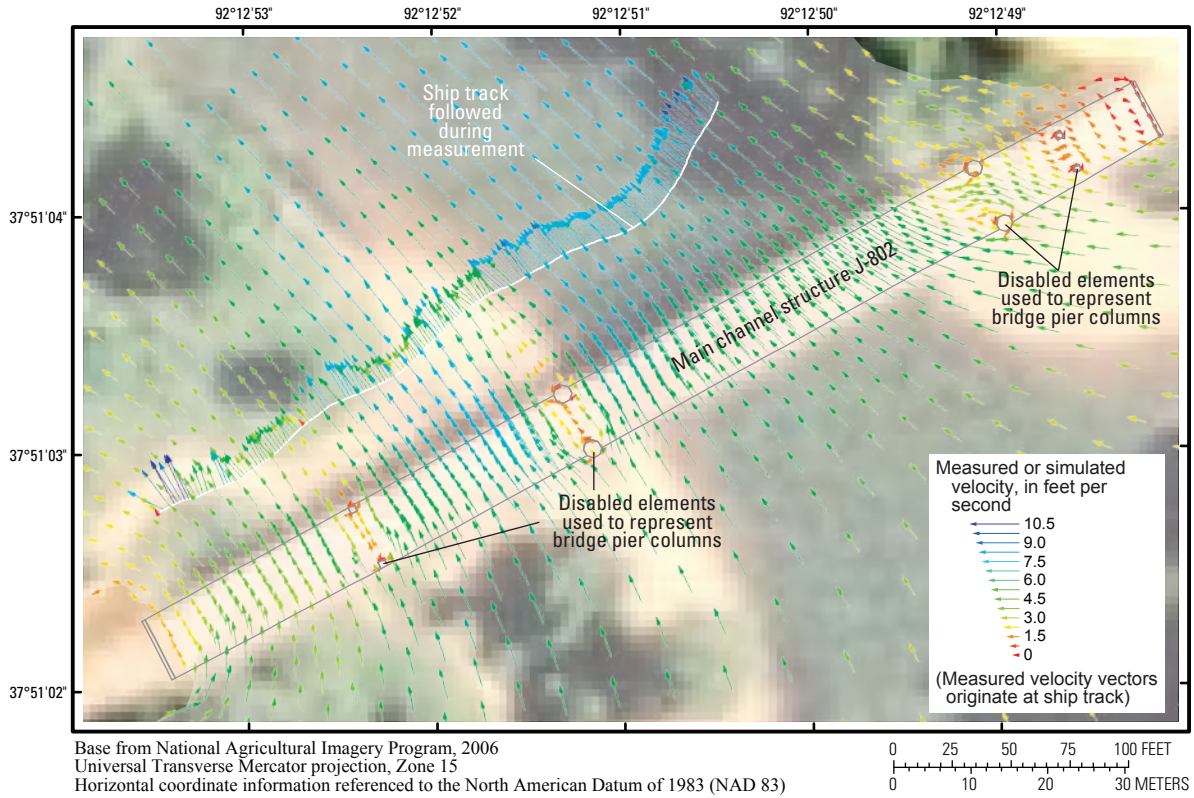 92°12'53"
92°12'52"
92°12'51"
92°12'50"
92°12'49"
Ship track
followed
during
measurement
37°51'04"
Main channel structure J-802
Disabled elements
used to represent
bridge pier columns
37°51'03"
Disabled elements
used to represent
bridge pier columns
Measured or simulated
velocity, in feet per
second
10.5
9.0
7.5
6.0
4.5
3.0
1.5
0
(Measured velocity vectors
originate at ship track)
37°51'02"
Base from National Agricultural Imagery Program, 2006
Universal Transverse Mercator projection, Zone 15
Horizontal coordinate information referenced to the North American Datum of 1983 (NAD 83)
0 25 50 75 100 FEET
0 10 20 30 METERS